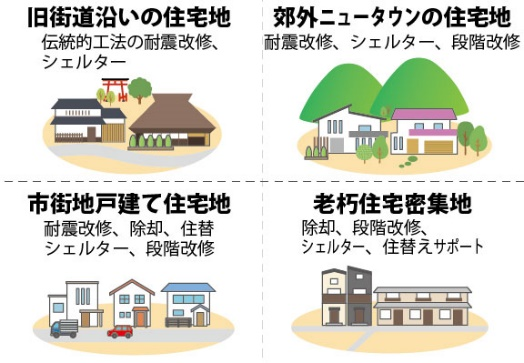 旧街道沿いの住宅地
伝統的工法の耐震改修、
シェルター
郊外ニュータウンの住宅地
耐震改修、シェルター、段階改修
市街地戸建て住宅地
耐震改修、除却、住替
シェルター、段階改修
老朽住宅密集地
除却、段階改修、
シェルター、住替えサポート